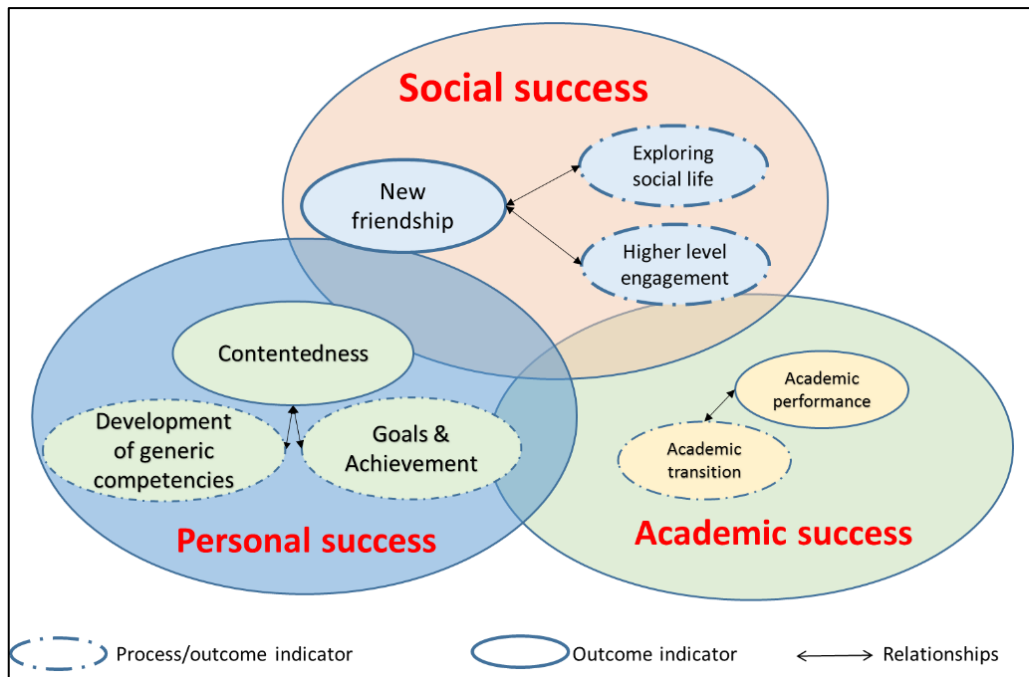 Social success
Exploring
social life
New
friendship
Higher level
engagement
Contentedness
Development
of generic
competencies
Goals &
Achievement
Personal success
Academic
performance
Academic
transition
Academic success
Process/outcome indicator
Outcome indicator
Relationships